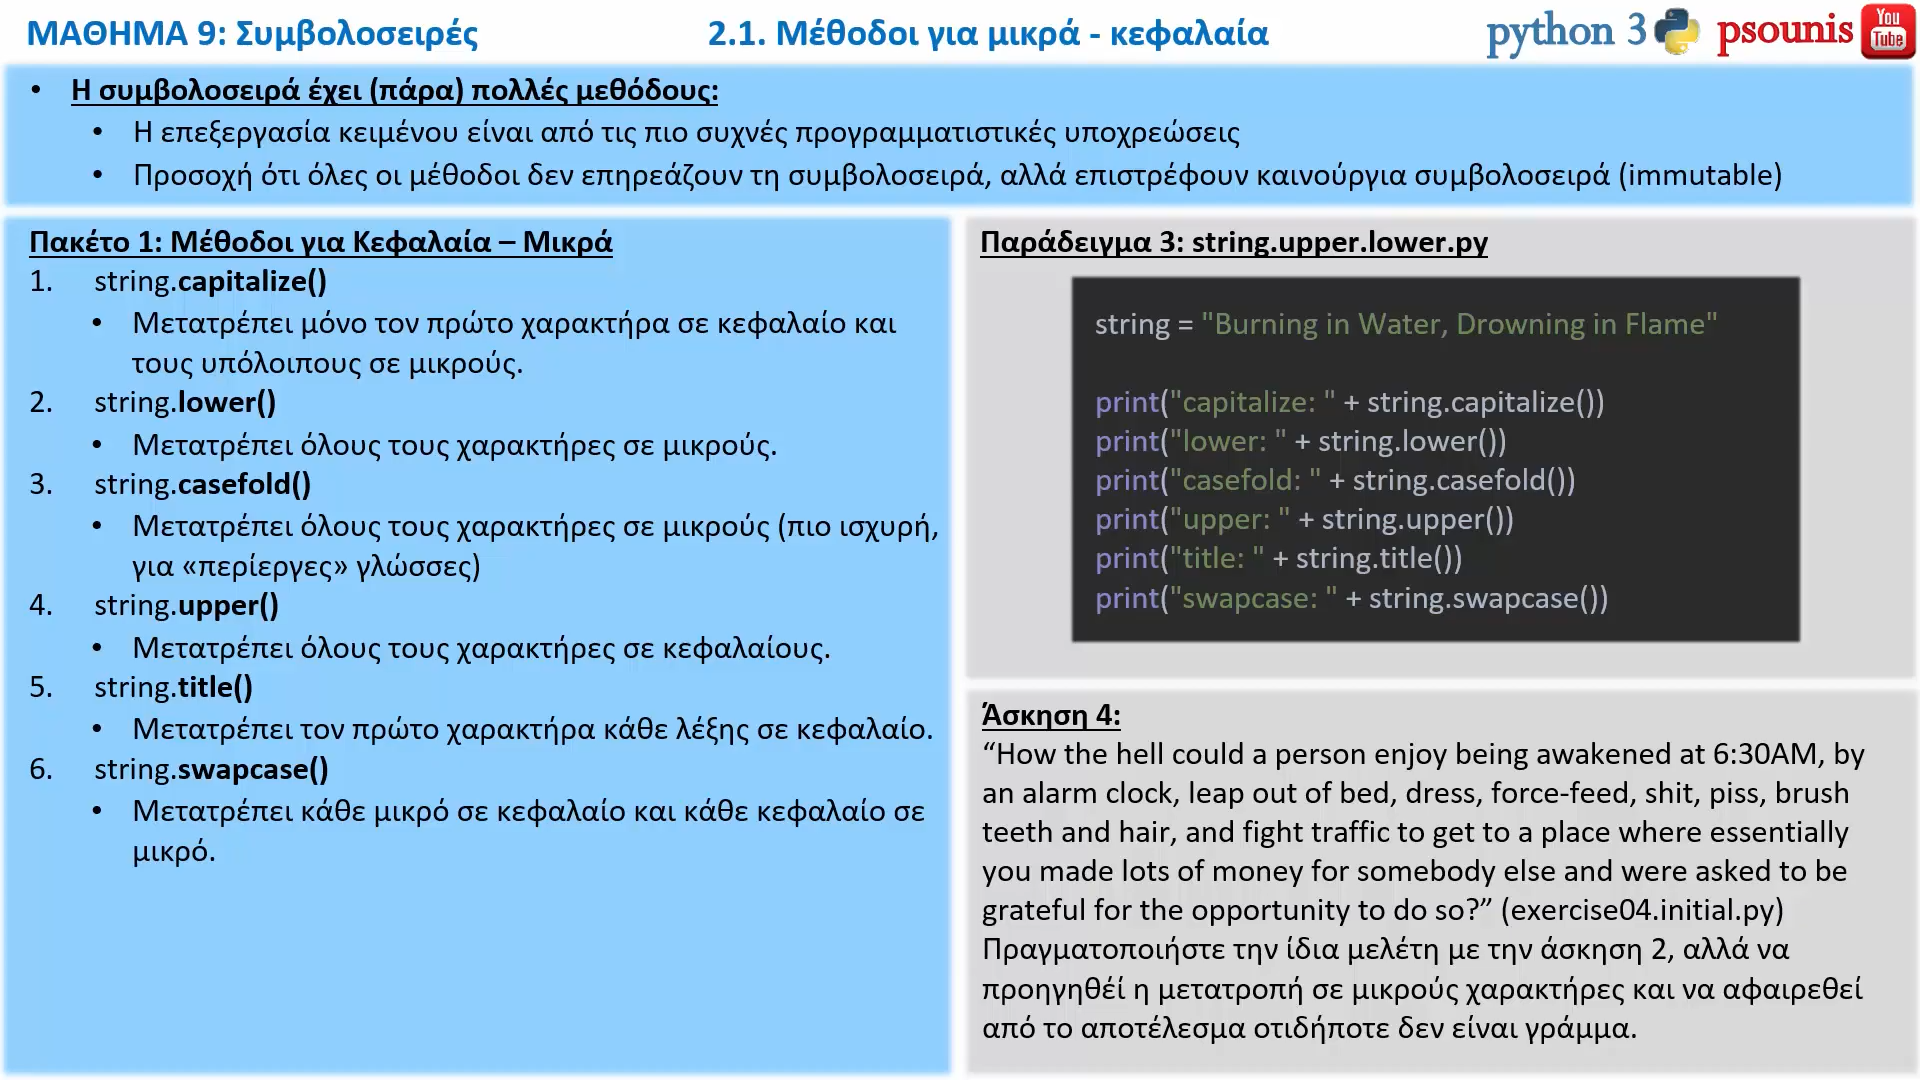 ΜΑΘΗΜΑ 9: Συμβολοσειρές
2.1. Μέθοδοι για μικρά - κεφαλαία
python 3
psounis
You
Tube
• Η συμβολοσειρά έχει (πάρα) πολλές μεθόδους:
• Η επεξεργασία κειμένου είναι από τις πιο συχνές προγραμματιστικές υποχρεώσεις
• Προσοχή ότι όλες οι μέθοδοι δεν επηρεάζουν τη συμβολοσειρά, αλλά επιστρέφουν καινούργια συμβολοσειρά (immutable)
Πακέτο 1: Μέθοδοι για Κεφαλαία – Μικρά
1. string.capitalize()
• Μετατρέπει μόνο τον πρώτο χαρακτήρα σε κεφαλαίο και
τους υπόλοιπους σε μικρούς.
2. string.lower()
• Μετατρέπει όλους τους χαρακτήρες σε μικρούς.
3. string.casefold()
• Μετατρέπει όλους τους χαρακτήρες σε μικρούς (πιο ισχυρή,
για «περίεργες» γλώσσες)
4. string.upper()
• Μετατρέπει όλους τους χαρακτήρες σε κεφαλαίους.
5. string.title()
• Μετατρέπει τον πρώτο χαρακτήρα κάθε λέξης σε κεφαλαίο.
6. string.swapcase()
• Μετατρέπει κάθε μικρό σε κεφαλαίο και κάθε κεφαλαίο σε
μικρό.
Παράδειγμα 3: string.upper.lower.py
string = "Burning in Water, Drowning in Flame"
print("capitalize: " + string.capitalize())
print("lower: " + string.lower())
print("casefold: " + string.casefold())
print("upper: " + string.upper())
print("title: " + string.title())
print("swapcase: " + string.swapcase())
Άσκηση 4:
“How the hell could a person enjoy being awakened at 6:30AM, by
an alarm clock, leap out of bed, dress, force-feed, shit, piss, brush
teeth and hair, and fight traffic to get to a place where essentially
you made lots of money for somebody else and were asked to be
grateful for the opportunity to do so?” (exercise04.initial.py)
Πραγματοποιήστε την ίδια μελέτη με την άσκηση 2, αλλά να
προηγηθέί η μετατροπή σε μικρούς χαρακτήρες και να αφαιρεθεί
από το αποτέλεσμα οτιδήποτε δεν είναι γράμμα.